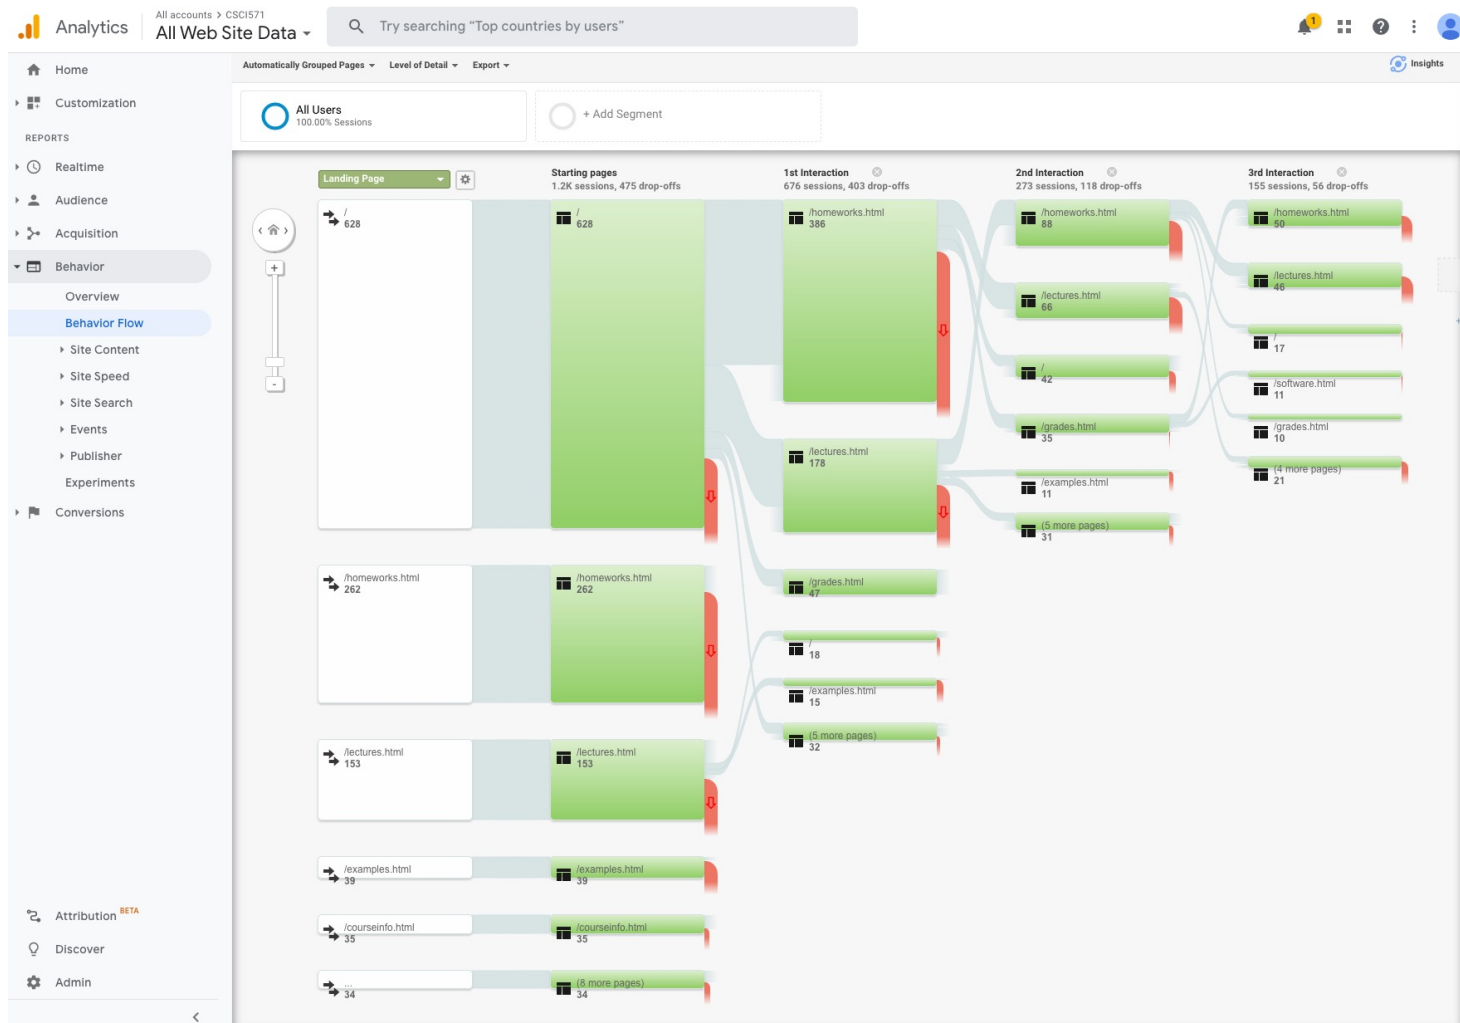 Analytics
All accounts > CSCI571
All Web Site Data
Try searching “Top countries by users”
1
Home
Customization
REPORTS
Realtime
Audience
Acquisition
Behavior
Overview
Behavior Flow
Site Content
Site Speed
Site Search
Events
Publisher
Experiments
Conversions
Attribution BETA
Discover
Admin
Automatically Grouped Pages
Level of Detail
Export
Insights
All Users
100.00% Sessions
+ Add Segment
Landing Page
/
628
/homeworks.html
262
/lectures.html
153
/examples.html
39
/courseinfo.html
35
...
34
Starting pages
1.2K sessions, 475 drop-offs
/
628
/homeworks.html
262
/lectures.html
153
/examples.html
39
/courseinfo.html
35
(8 more pages)
34
1st Interaction
676 sessions, 403 drop-offs
/homeworks.html
386
/lectures.html
178
/grades.html
47
/
18
/examples.html
15
(5 more pages)
32
2nd Interaction
273 sessions, 118 drop-offs
/homeworks.html
88
/lectures.html
66
/
42
/grades.html
35
/examples.html
11
(5 more pages)
31
3rd Interaction
155 sessions, 56 drop-offs
/homeworks.html
50
/lectures.html
46
/
17
/software.html
11
/grades.html
10
(4 more pages)
21